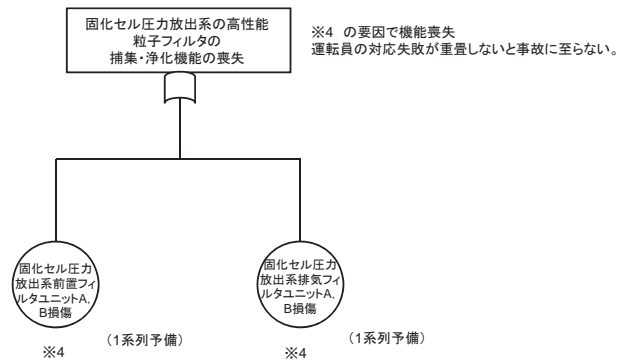 固化セル圧力放出系の高性能
粒子フィルタの
捕集・浄化機能の喪失
※4 の要因で機能喪失
運転員の対応失敗が重畳しないと事故に至らない。
固化セル圧力
放出系前置フィ
ルタユニットA,
B損傷
(1系列予備)
※4
固化セル圧力
放出系排気フィ
ルタユニットA,
B損傷
(1系列予備)
※4